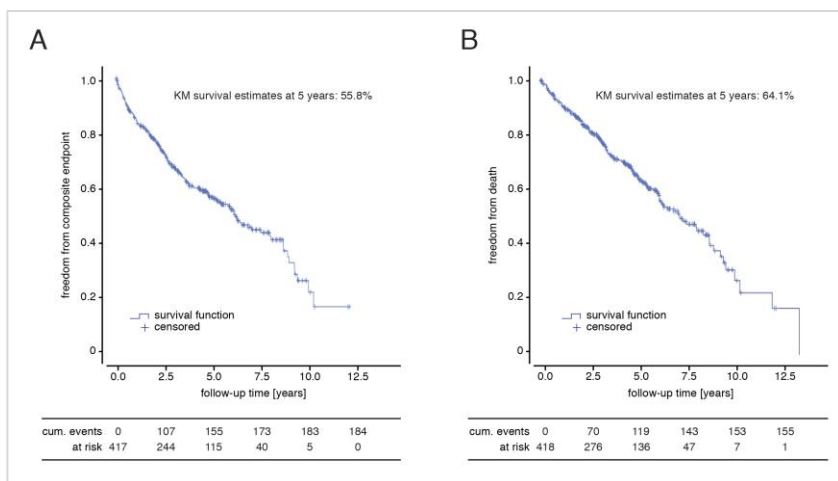 A
KM survival estimates at 5 years: 55.8%
freedom from composite endpoint
1.0
0.8
0.6
0.4
0.2
0
survival function
censored
0.0 2.5 5.0 7.5 10.0 12.5
follow-up time [years]
cum. events 0 107 155 173 183 184
at risk 417 244 115 40 5 0
B
KM survival estimates at 5 years: 64.1%
freedom from death
1.0
0.8
0.6
0.4
0.2
0
survival function
censored
0.0 2.5 5.0 7.5 10.0 12.5
follow-up time [years]
cum. events 0 70 119 143 153 155
at risk 418 276 136 47 7 1